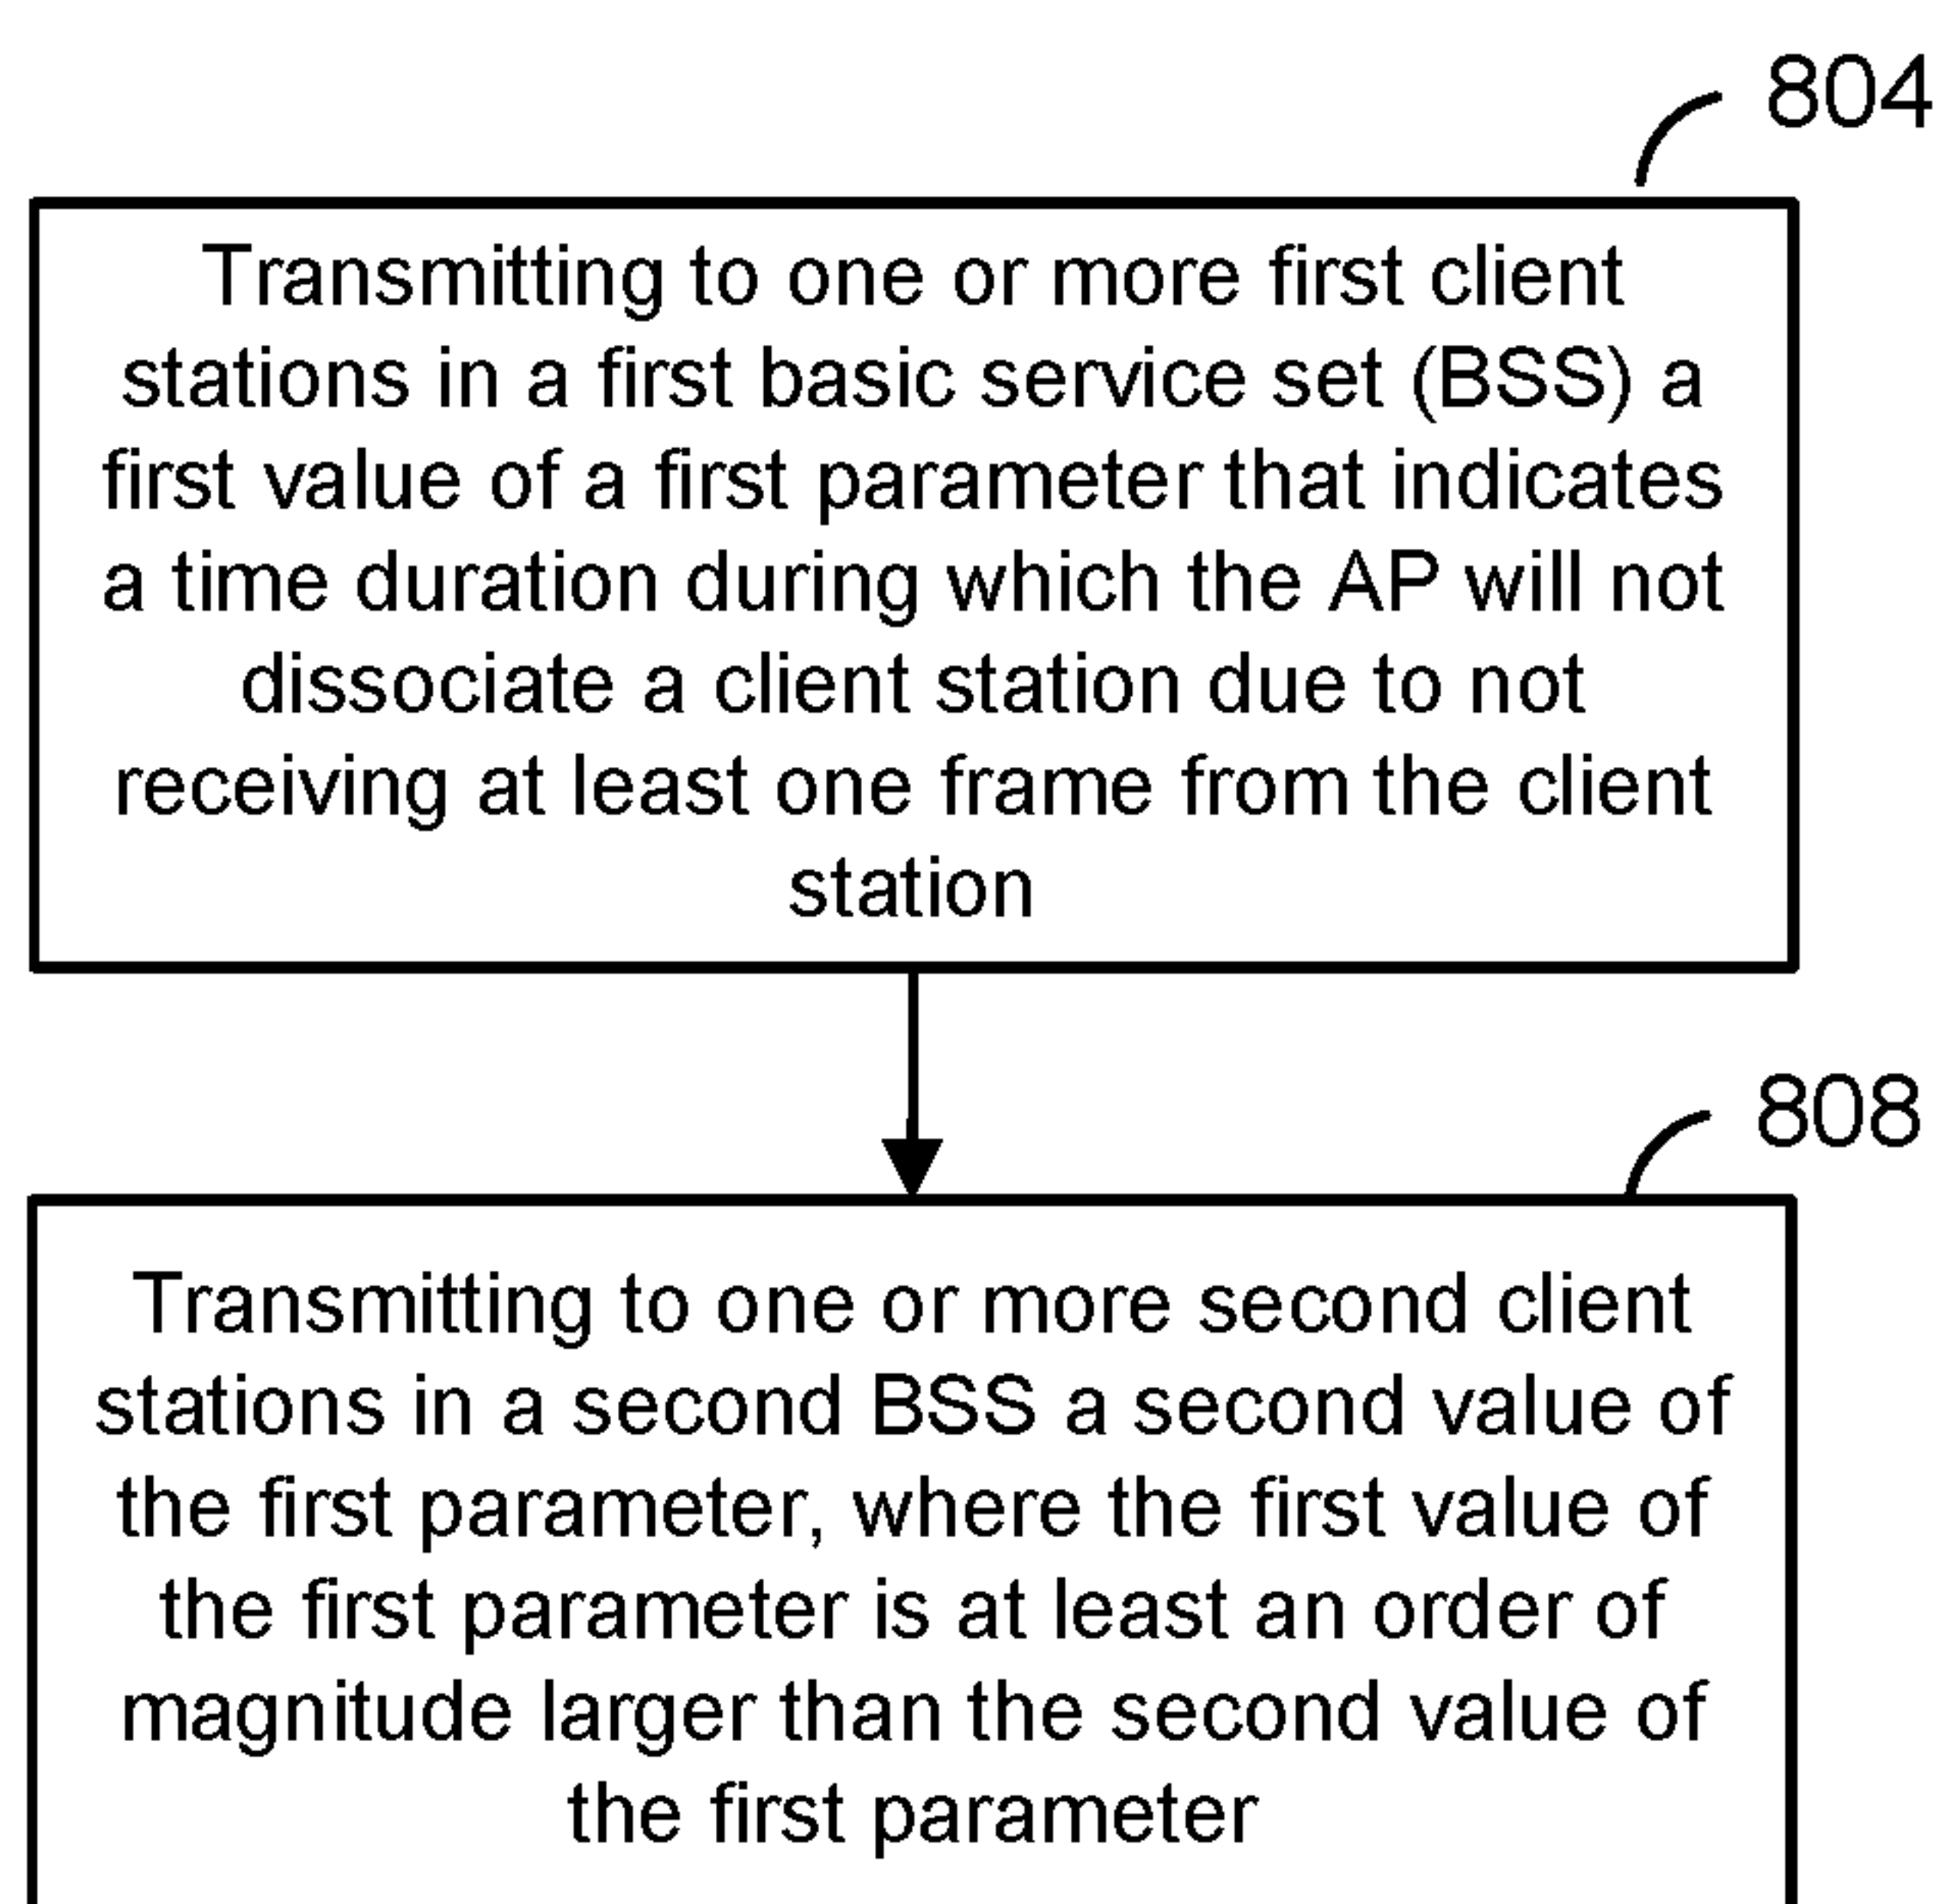 804
Transmitting to one or more first client
stations in a first basic service set (BSS) a
first value of a first parameter that indicates
a time duration during which the AP will not
dissociate a client station due to not
receiving at least one frame from the client
station
808
Transmitting to one or more second client
stations in a second BSS a second value of
the first parameter, where the first value of
the first parameter is at least an order of
magnitude larger than the second value of
the first parameter